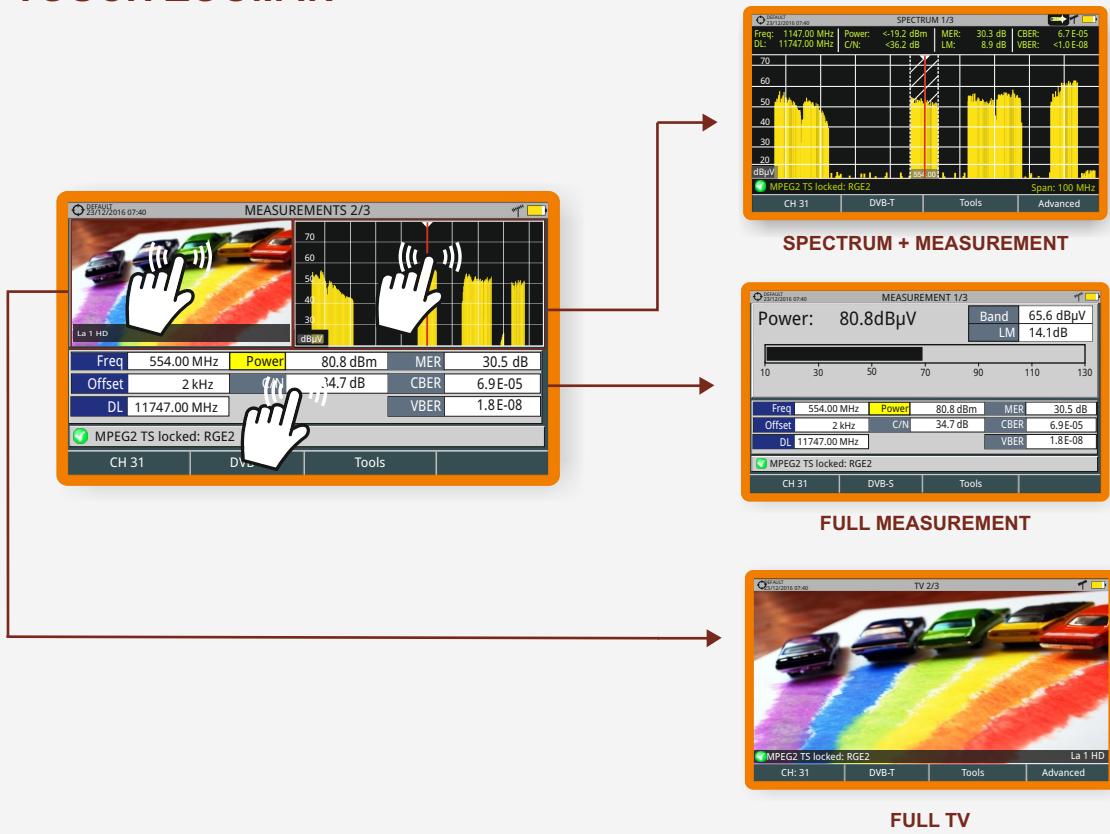 DEFAULT
23/12/2016 07:40
MEASUREMENTS 2/3
70
60
50
30
dBµV
La 1 HD
Freq 554.00 MHz Power 80.8 dBm MER 30.5 dB
Offset 2 kHz 34.7 dB CBER 6.9E-05
DL 11747.00 MHz VBER 1.8E-08
MPEG2 TS locked: RGE2
CH 31 Tools
DEFAULT
23/12/2016 07:40
SPECTRUM 1/3
Freq: 1147.00 MHz Power: <-19.2 dBm MER: 30.3 dB CBER: 6.7 E-05
DL: 11747.00 MHz C/N: <36.2 dB LM: 8.9 dB VBER: <1.0 E-08
70
60
50
40
30
20
dBµV
554.00
MPEG2 TS locked: RGE2 Span: 100 MHz
CH 31 DVB-T Tools Advanced
SPECTRUM + MEASUREMENT
DEFAULT
23/12/2016 07:40
MEASUREMENT 1/3
Power: 80.8dBµV
Band 65.6 dBµV
LM 14.1dB
10 30 50 70 90 110 130
Freq 554.00 MHz Power 80.8 dBm MER 30.5 dB
Offset 2 kHz C/N 34.7 dB CBER 6.9E-05
DL 11747.00 MHz VBER 1.8E-08
MPEG2 TS locked: RGE2
CH 31 DVB-S Tools
FULL MEASUREMENT
DEFAULT
23/12/2016 07:40
TV 2/3
MPEG2 TS locked: RGE2 La 1 HD
CH: 31 DVB-T Tools Advanced
FULL TV